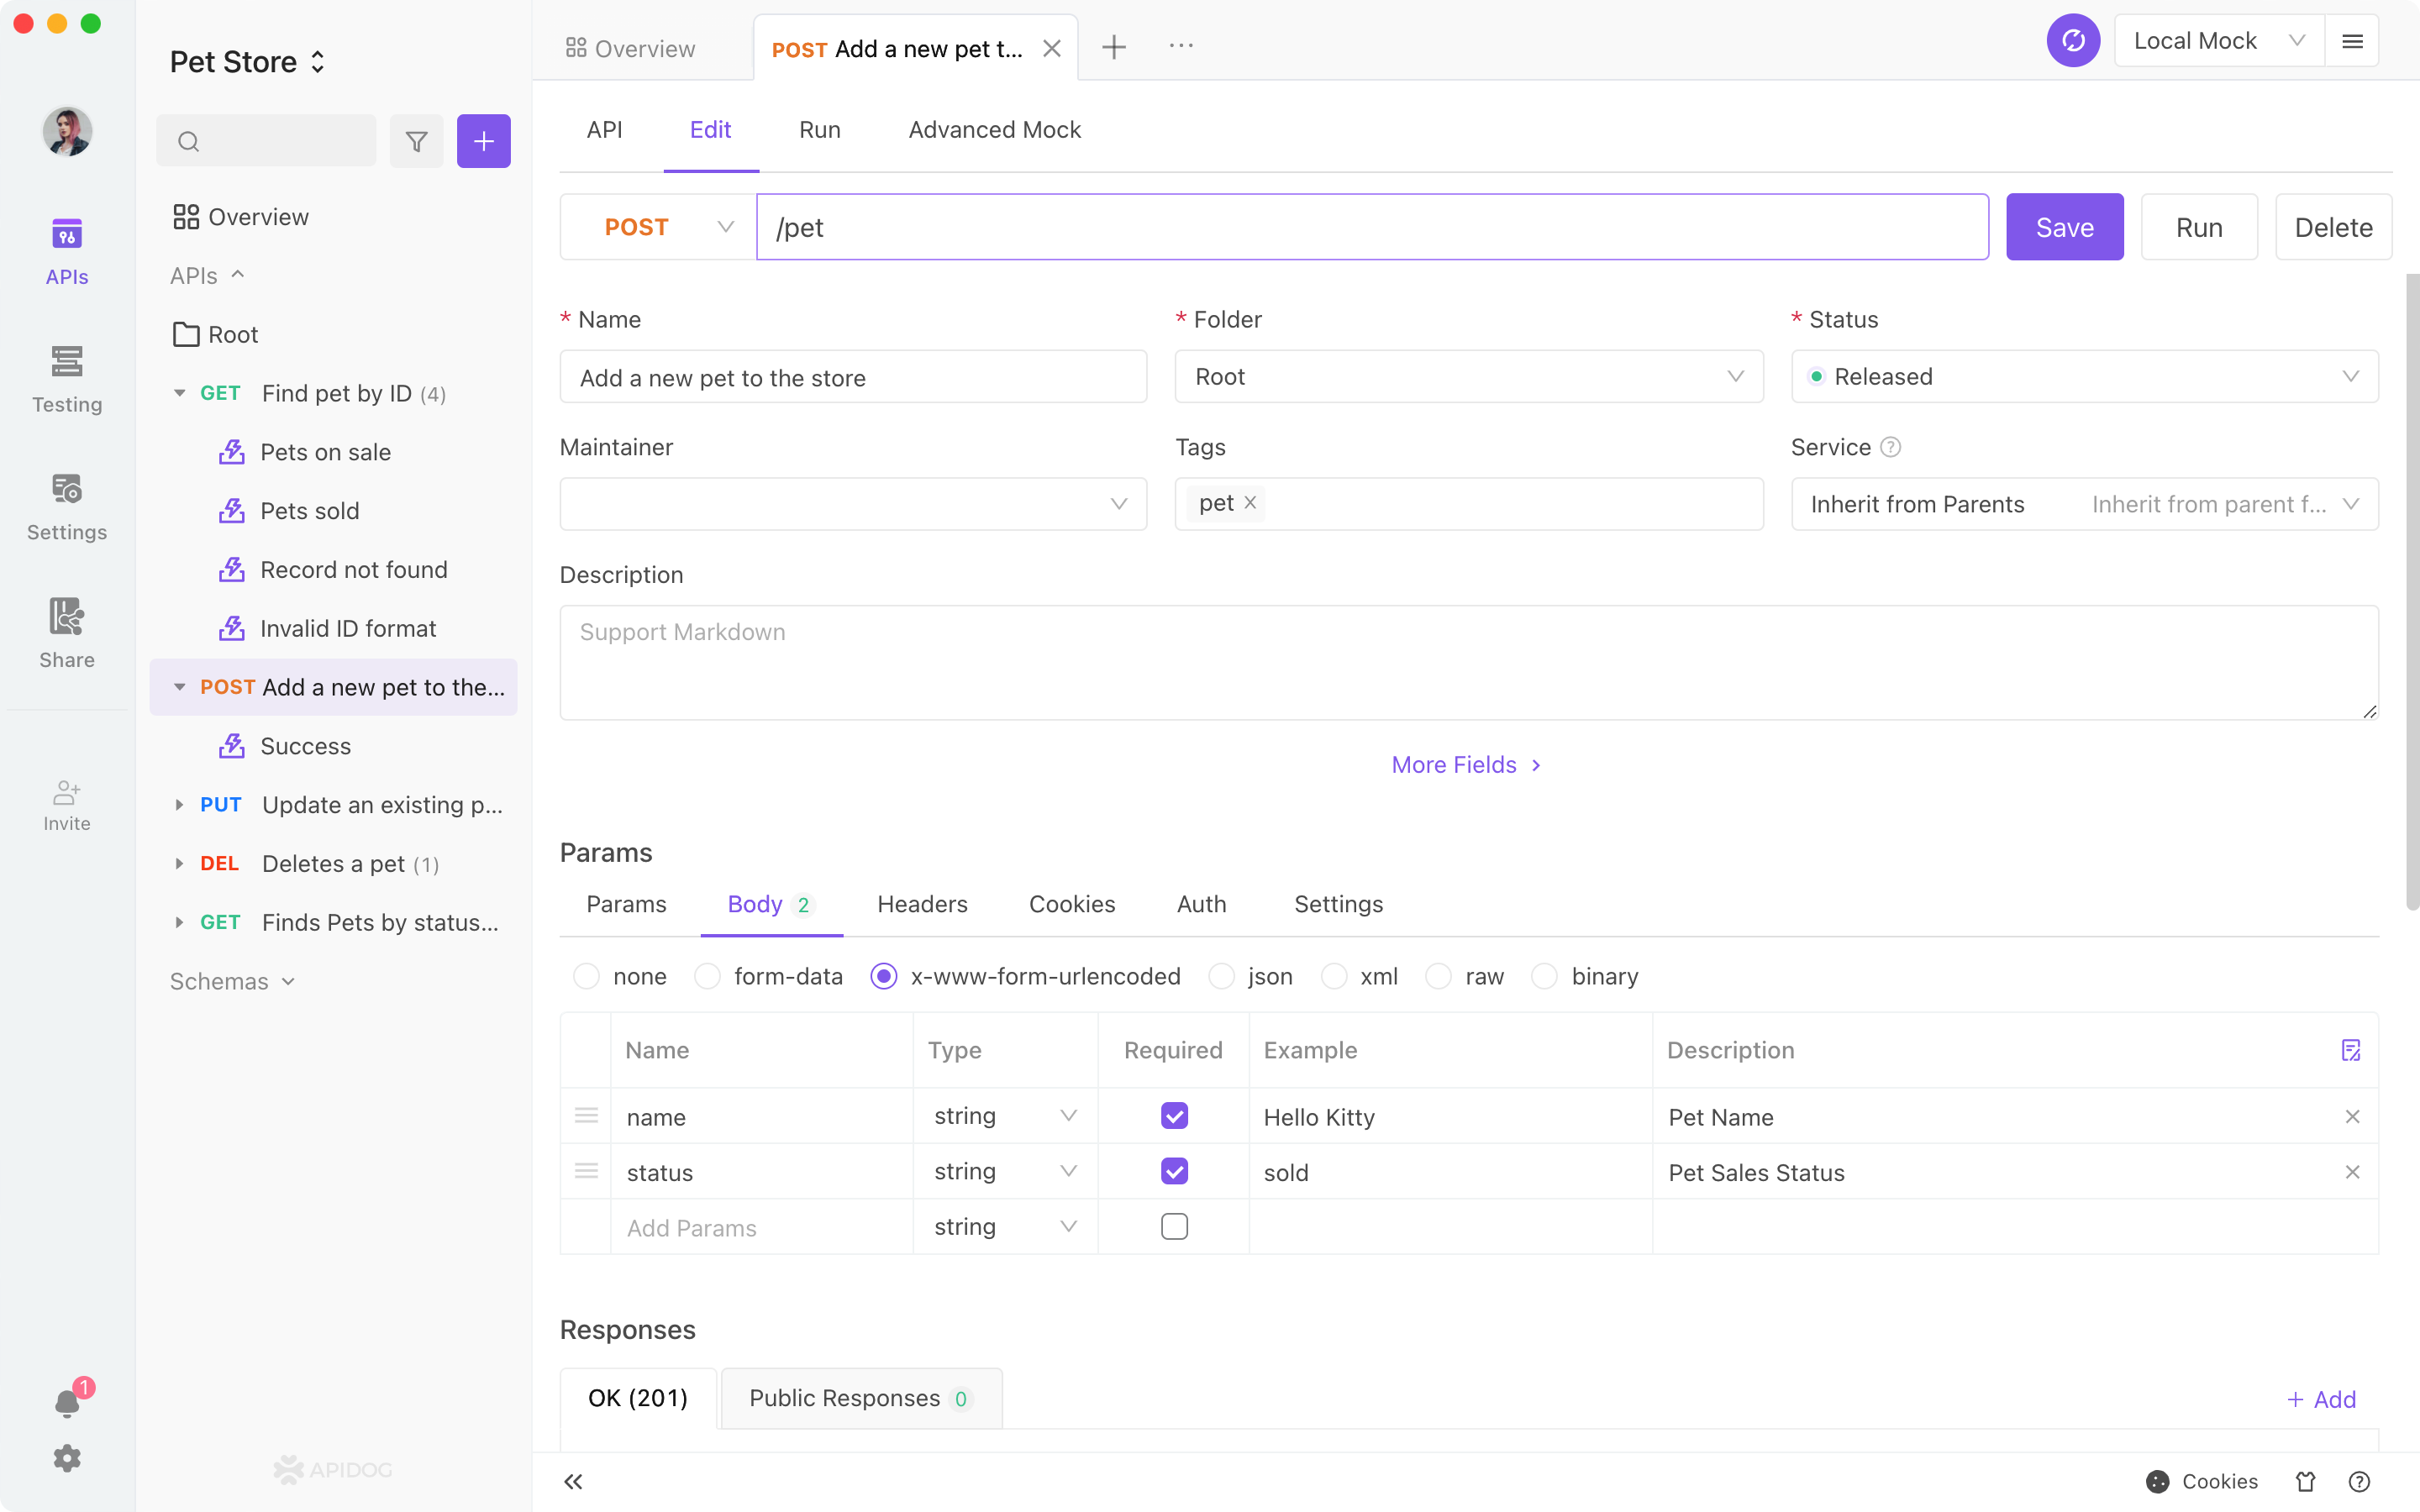 Pet Store
APIs
Testing
Settings
Share
Invite
1
Overview
APIs
Root
GET Find pet by ID (4)
Pets on sale
Pets sold
Record not found
Invalid ID format
POST Add a new pet to the...
Success
PUT Update an existing p...
DEL Deletes a pet (1)
GET Finds Pets by status...
Schemas
APIDOG
Overview
POST Add a new pet t...
Local Mock
API Edit Run Advanced Mock
POST /pet Save Run Delete
* Name * Folder * Status
Add a new pet to the store Root Released
Maintainer Tags Service ?
pet Inherit from Parents Inherit from parent f...
Description
Support Markdown
More Fields
Params
Params Body 2 Headers Cookies Auth Settings
none form-data x-www-form-urlencoded json xml raw binary
Name Type Required Example Description
name string Hello Kitty Pet Name
status string sold Pet Sales Status
Add Params string
Responses
OK (201) Public Responses 0 + Add
Cookies ?